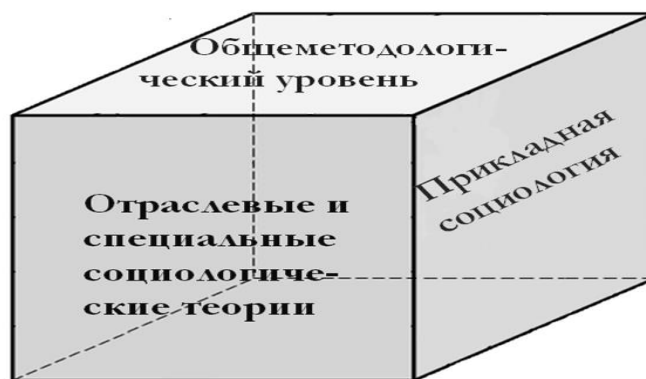 Общеметодологи-
ческий уровень
Отраслевые и
специальные
социологиче-
ские теории
Прикладная
социология